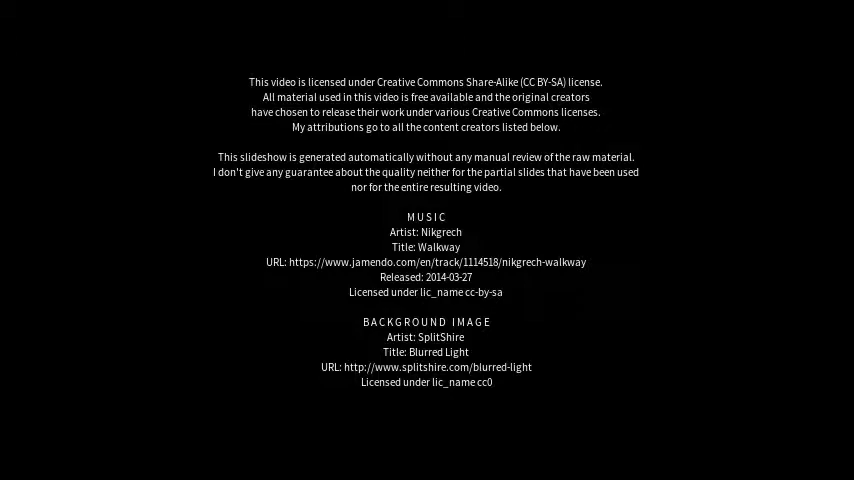 This video is licensed under Creative Commons Share-Alike (CC BY-SA) license.
All material used in this video is free available and the original creators
have chosen to release their work under various Creative Commons licenses.
My attributions go to all the content creators listed below.
This slideshow is generated automatically without any manual review of the raw material.
I don't give any guarantee about the quality neither for the partial slides that have been used
nor for the entire resulting video.
MUSIC
Artist: Nikgrech
Title: Walkway
URL: https://www.jamendo.com/en/track/1114518/nikgrech-walkway
Released: 2014-03-27
Licensed under lic_name cc-by-sa
BACKGROUND IMAGE
Artist: SplitShire
Title: Blurred Light
URL: http://www.splitshire.com/blurred-light
Licensed under lic_name cc0